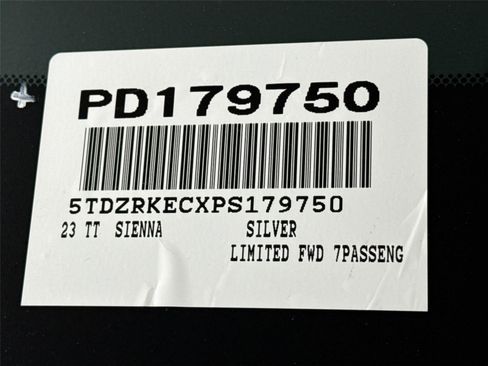 PD179750
5TDZRKECXPS179750
23 TT SIENNA SILVER
LIMITED FWD 7PASSENG